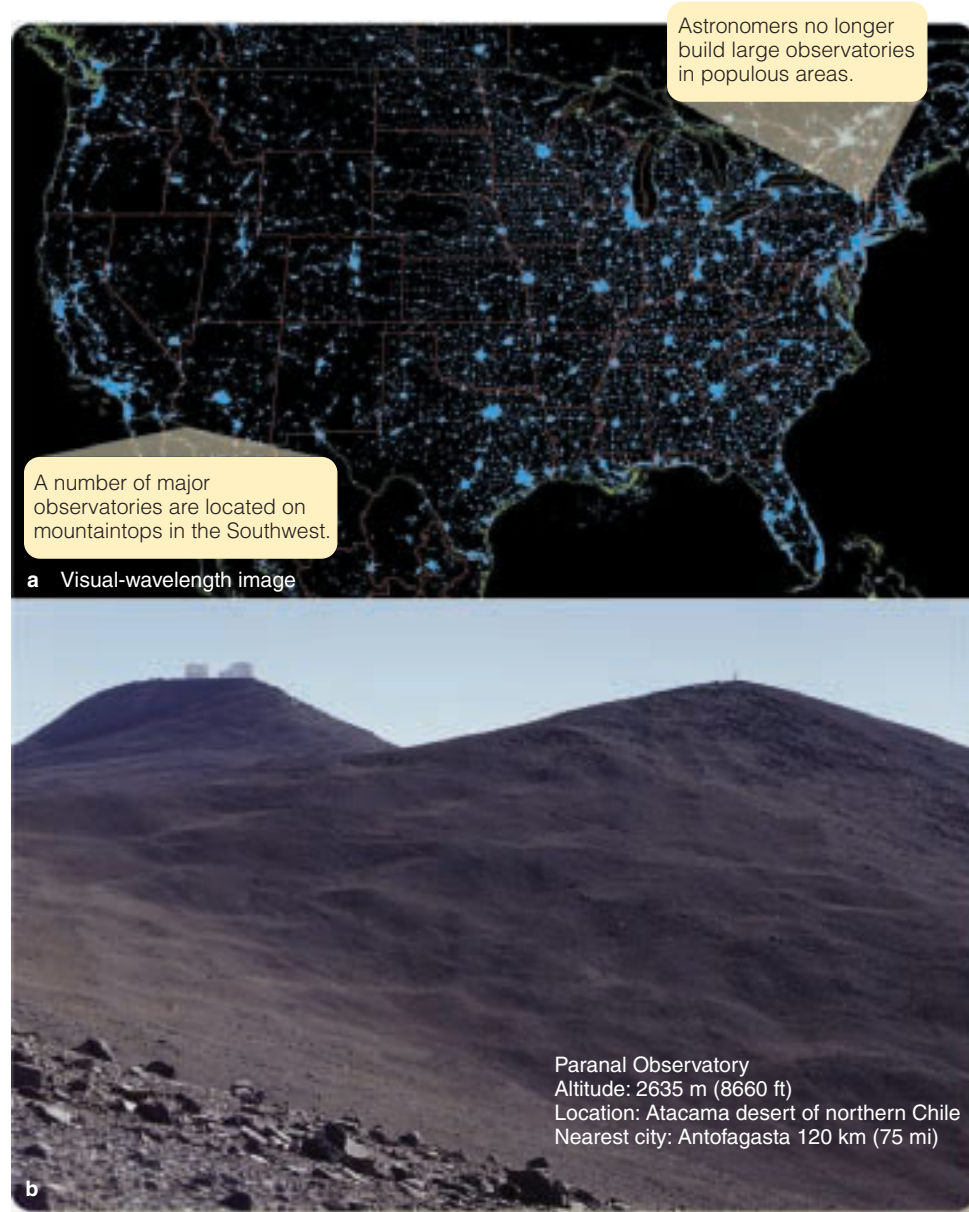 Astronomers no longer
build large observatories
in populous areas.
A number of major
observatories are located on
mountaintops in the Southwest.
a Visual-wavelength image
Paranal Observatory
Altitude: 2635 m (8660 ft)
Location: Atacama desert of northern Chile
Nearest city: Antofagasta 120 km (75 mi)
b